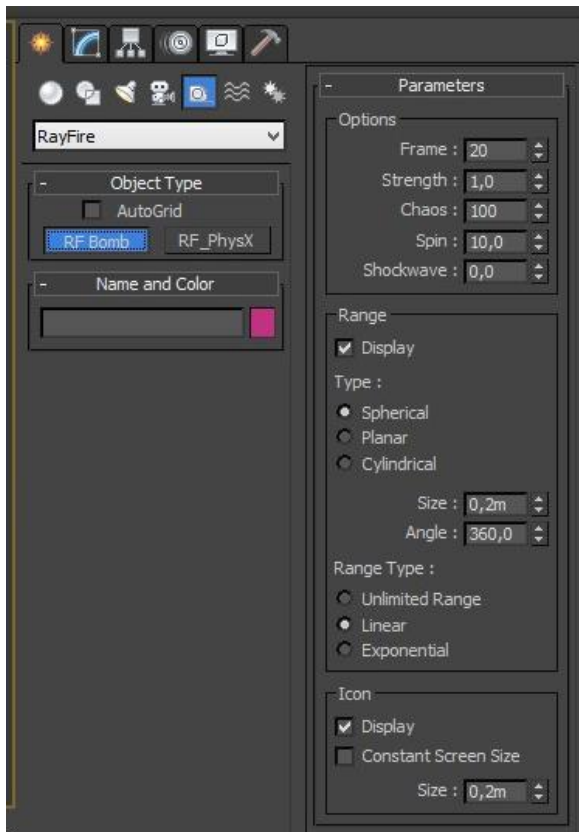 RayFire
- Object Type
AutoGrid
RF Bomb RF_PhysX
- Name and Color
- Parameters
Options
Frame : 20
Strength : 1,0
Chaos : 100
Spin : 10,0
Shockwave : 0,0
Range
Display
Type :
Spherical
Planar
Cylindrical
Size : 0,2m
Angle : 360,0
Range Type :
Unlimited Range
Linear
Exponential
Icon
Display
Constant Screen Size
Size : 0,2m